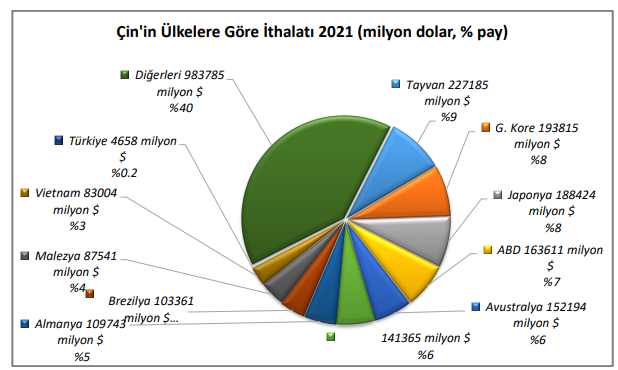 Çin'in Ülkelere Göre İthalatı 2021 (milyon dolar, % pay)
Diğerleri 983785
milyon $
%40
Tayvan 227185
milyon $
%9
G. Kore 193815
milyon $
%8
Japonya 188424
milyon $
%8
ABD 163611 milyon
$
%7
Avustralya 152194
milyon $
%6
141365 milyon $
%6
Almanya 109743
milyon $
%5
Brezilya 103361
milyon $...
Malezya 87541
milyon $
%4
Vietnam 83004
milyon $
%3
Türkiye 4658 milyon
$
%0.2